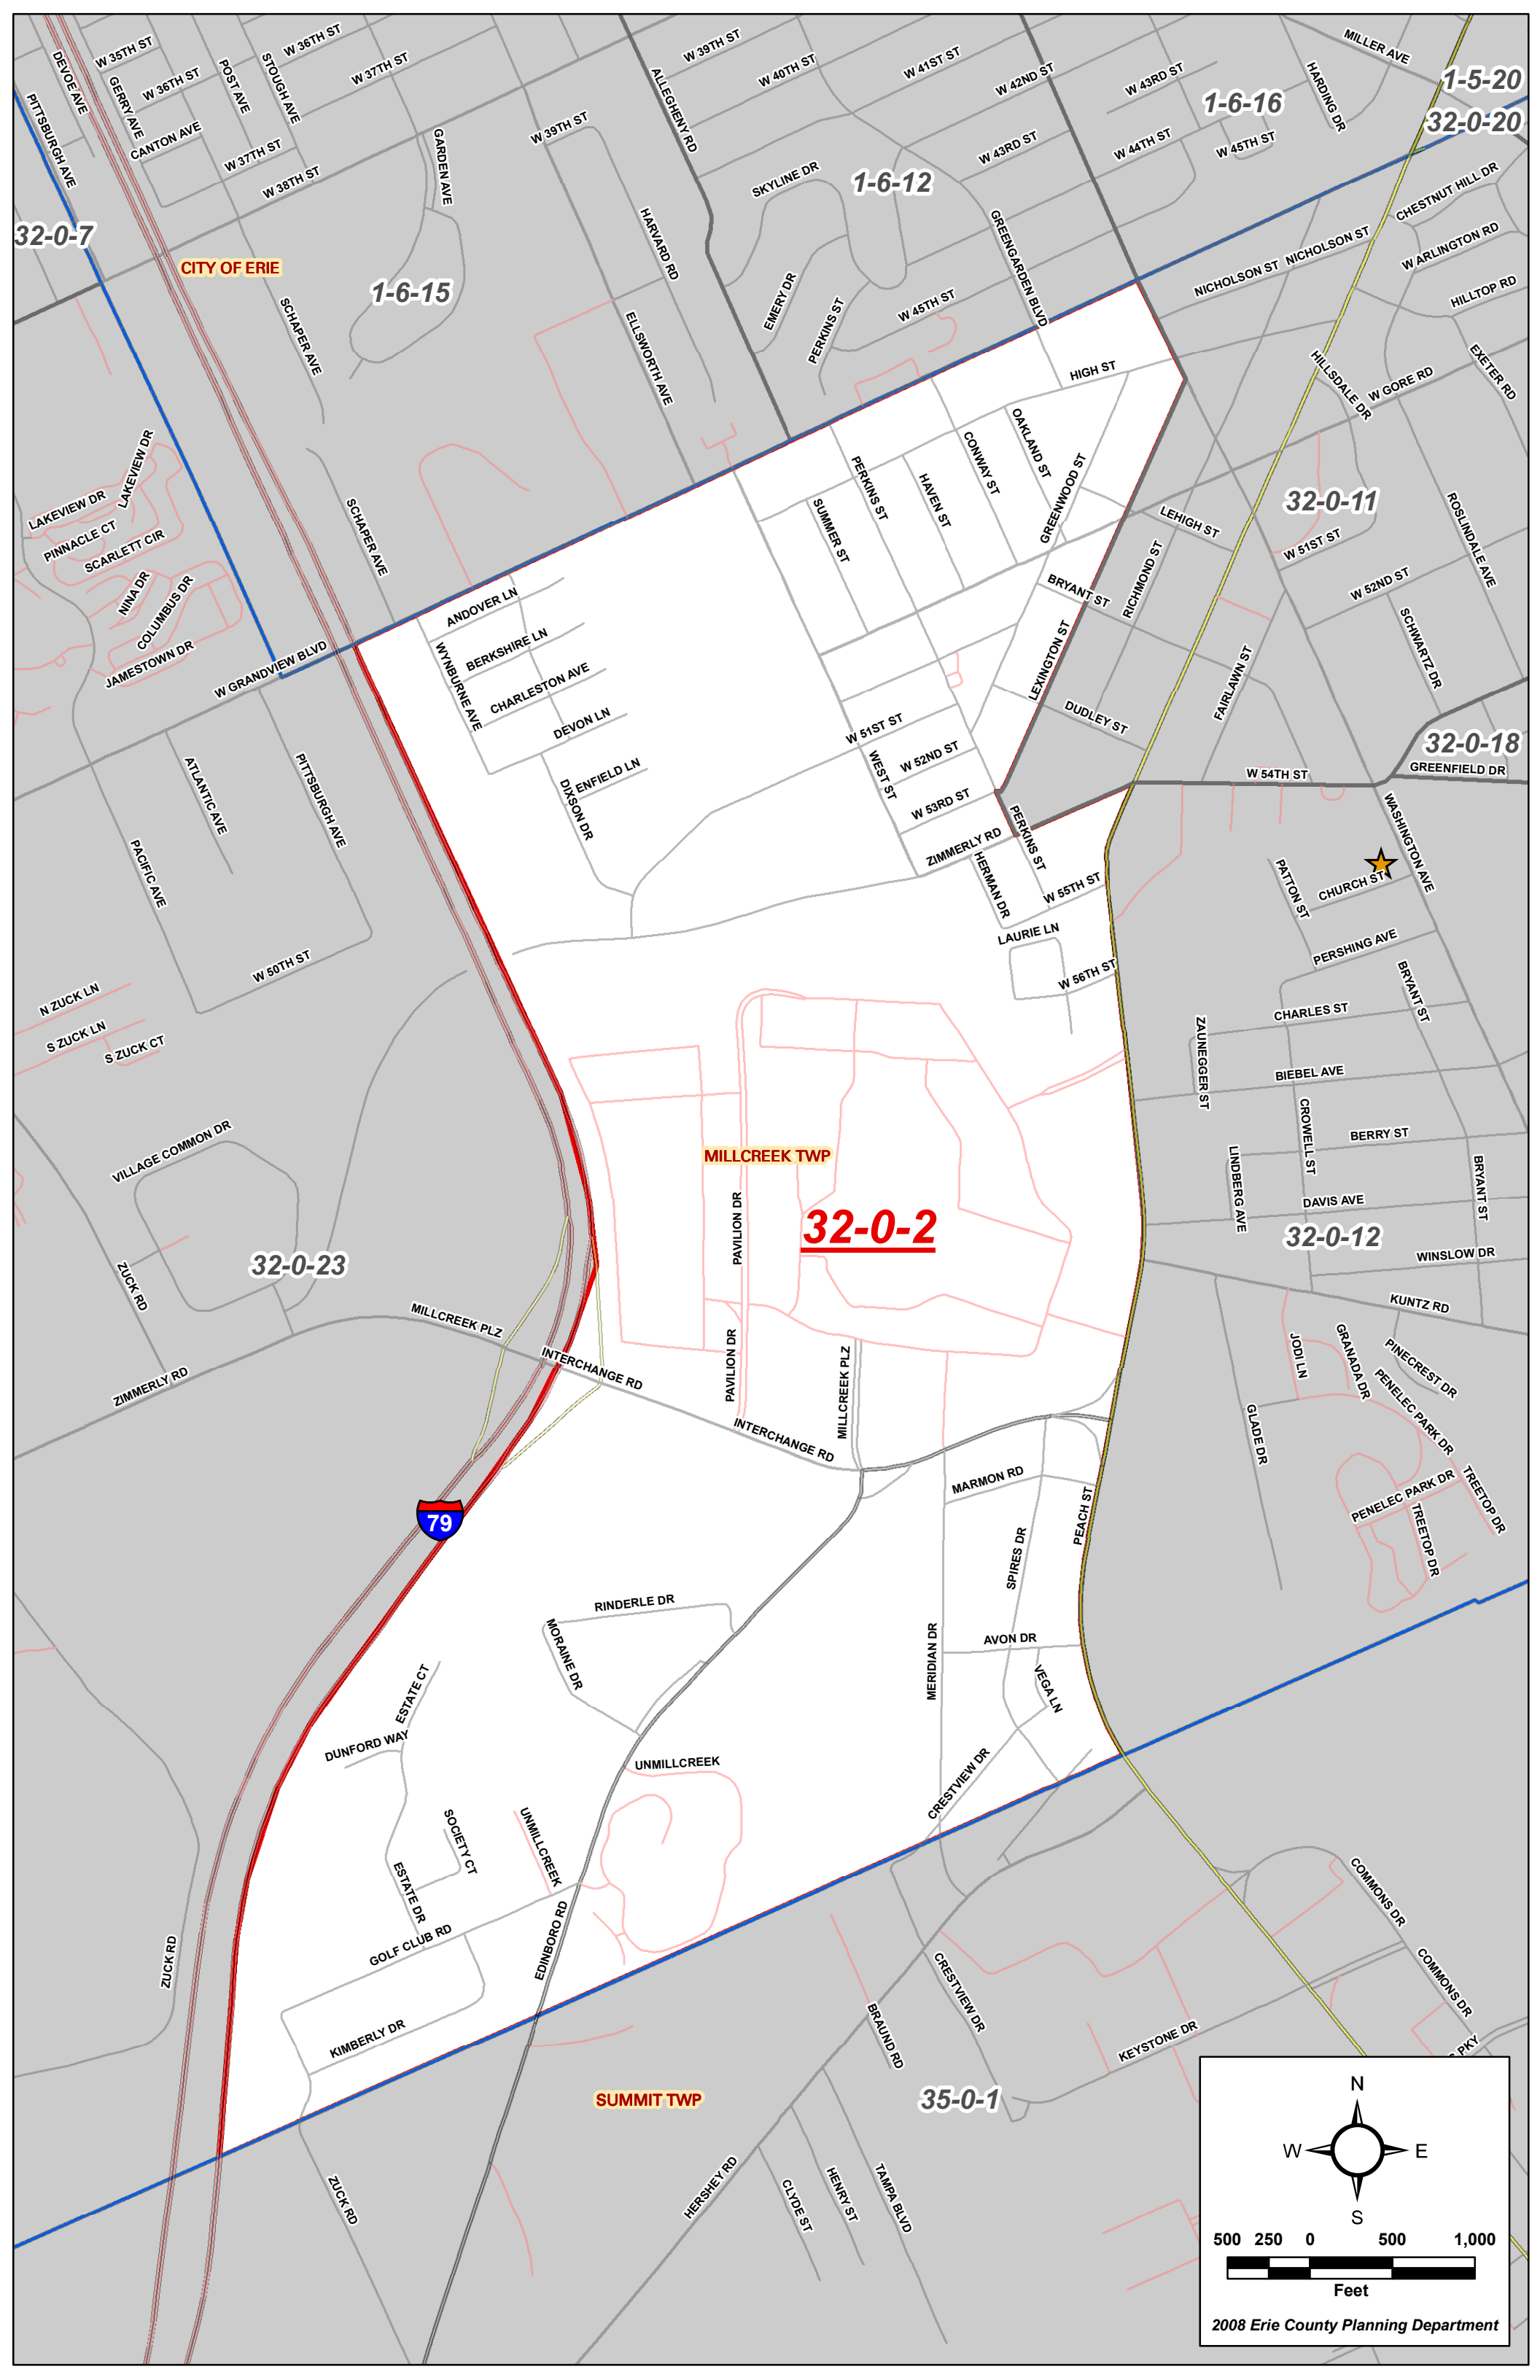 W 35TH ST
W 36TH ST
W 37TH ST
W 39TH ST
W 40TH ST
W 41ST ST
W 42ND ST
W 43RD ST
MILLER AVE
HARDING DR
1-5-20
DEVOE AVE
GERRY AVE
POST AVE
STOUGH AVE
W 36TH ST
ALLEGHENY RD
1-6-16
32-0-20
PITTSBURGH AVE
CANTON AVE
W 37TH ST
W 38TH ST
GARDEN AVE
W 39TH ST
W 43RD ST
W 44TH ST
W 45TH ST
SKYLINE DR
1-6-12
CHESTNUT HILL DR
32-0-7
CITY OF ERIE
1-6-15
HARVARD RD
GREENGARDEN BLVD
NICHOLSON ST
NICHOLSON ST
W ARLINGTON RD
HILLTOP RD
SCHAPER AVE
ELLSWORTH AVE
EMERY DR
PERKINS ST
W 45TH ST
HIGH ST
HILLSDALE DR
W GORE RD
EXETER RD
LAKEVIEW DR
LAKEVIEW DR
PINNACLE CT
SCARLETT CIR
NINA DR
COLUMBUS DR
JAMESTOWN DR
SCHAPER AVE
PERKINS ST
SUMMER ST
HAVEN ST
CONWAY ST
OAKLAND ST
GREENWOOD ST
LEHIGH ST
32-0-11
W 51ST ST
ROSLINDALE AVE
W GRANDVIEW BLVD
ANDOVER LN
BERKSHIRE LN
CHARLESTON AVE
DEVON LN
ENFIELD LN
WYNBURNE AVE
DIXSON DR
BRYANT ST
RICHMOND ST
LEXINGTON ST
DUDLEY ST
FAIRLAWN ST
W 52ND ST
SCHWARTZ DR
32-0-18
GREENFIELD DR
W 54TH ST
W 51ST ST
W 52ND ST
W 53RD ST
WEST ST
ZIMMERLY RD
PERKINS ST
HERMAN DR
W 55TH ST
LAURIE LN
W 56TH ST
ATLANTIC AVE
PITTSBURGH AVE
PACIFIC AVE
W 50TH ST
WASHINGTON AVE
PATTON ST
CHURCH ST
PERSHING AVE
BRYANT ST
CHARLES ST
N ZUCK LN
S ZUCK LN
S ZUCK CT
ZAUNEGGER ST
BIEBEL AVE
CROWELL ST
BERRY ST
LINDBERG AVE
DAVIS AVE
BRYANT ST
32-0-12
WINSLOW DR
KUNTZ RD
VILLAGE COMMON DR
MILLCREEK TWP
PAVILION DR
32-0-2
32-0-23
ZUCK RD
MILLCREEK PLZ
INTERCHANGE RD
ZIMMERLY RD
PAVILION DR
MILLCREEK PLZ
INTERCHANGE RD
JODI LN
GRANADA DR
PINECREST DR
PENELEC PARK DR
GLADE DR
PENELEC PARK DR
TREETOP DR
TREETOP DR
79
MARMON RD
PEACH ST
SPIRES DR
RINDERLE DR
MORAINE DR
MERIDIAN DR
AVON DR
VEGA LN
ESTATE CT
DUNFORD WAY
UNMILLCREEK
CRESTVIEW DR
SOCIETY CT
UNMILLCREEK
ESTATE DR
GOLF CLUB RD
EDINBORO RD
ZUCK RD
KIMBERLY DR
COMMONS DR
COMMONS DR
CRESTVIEW DR
BRAUND RD
KEYSTONE DR
PKY
SUMMIT TWP
35-0-1
ZUCK RD
HERSHEY RD
CLYDE ST
HENRY ST
TAMPA BLVD
N
W E
S
500 250 0 500 1,000
Feet
2008 Erie County Planning Department